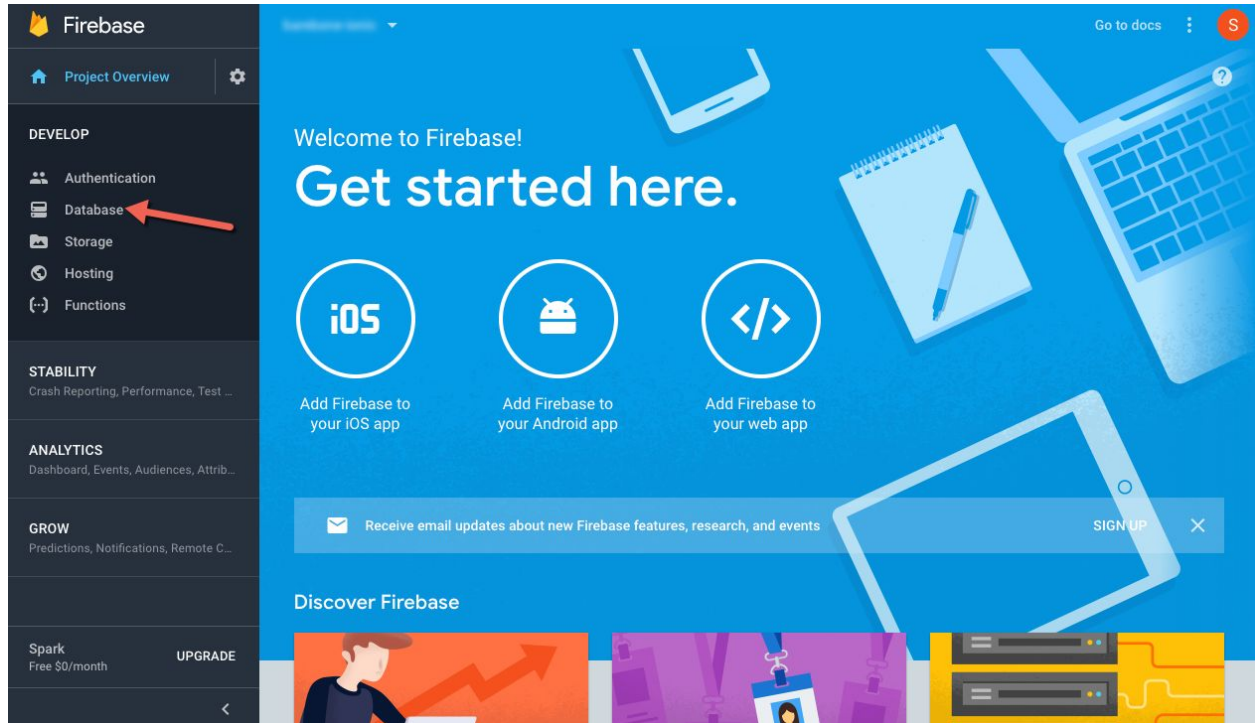 Firebase
Go to docs
S
Project Overview
?
DEVELOP
Authentication
Database
Storage
Hosting
Functions
STABILITY
Crash Reporting, Performance, Test ...
ANALYTICS
Dashboard, Events, Audiences, Attrib...
GROW
Predictions, Notifications, Remote C...
Spark
Free $0/month
UPGRADE
Welcome to Firebase!
Get started here.
iOS
</>
Add Firebase to
your iOS app
Add Firebase to
your Android app
Add Firebase to
your web app
Receive email updates about new Firebase features, research, and events
SIGN UP
Discover Firebase